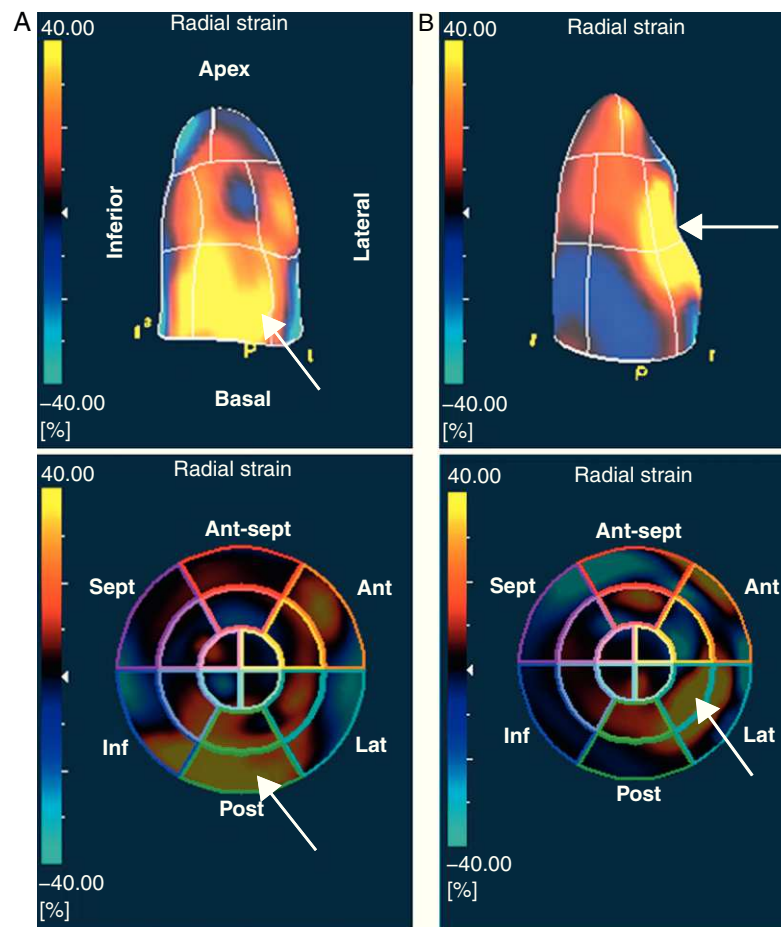 A
Radial strain
40.00
Apex
Inferior
Lateral
Basal
−40.00
[%]
B
Radial strain
40.00
−40.00
[%]
Radial strain
40.00
Ant-sept
Sept
Ant
Inf
Lat
Post
−40.00
[%]
Radial strain
40.00
Ant-sept
Sept
Ant
Inf
Lat
Post
−40.00
[%]